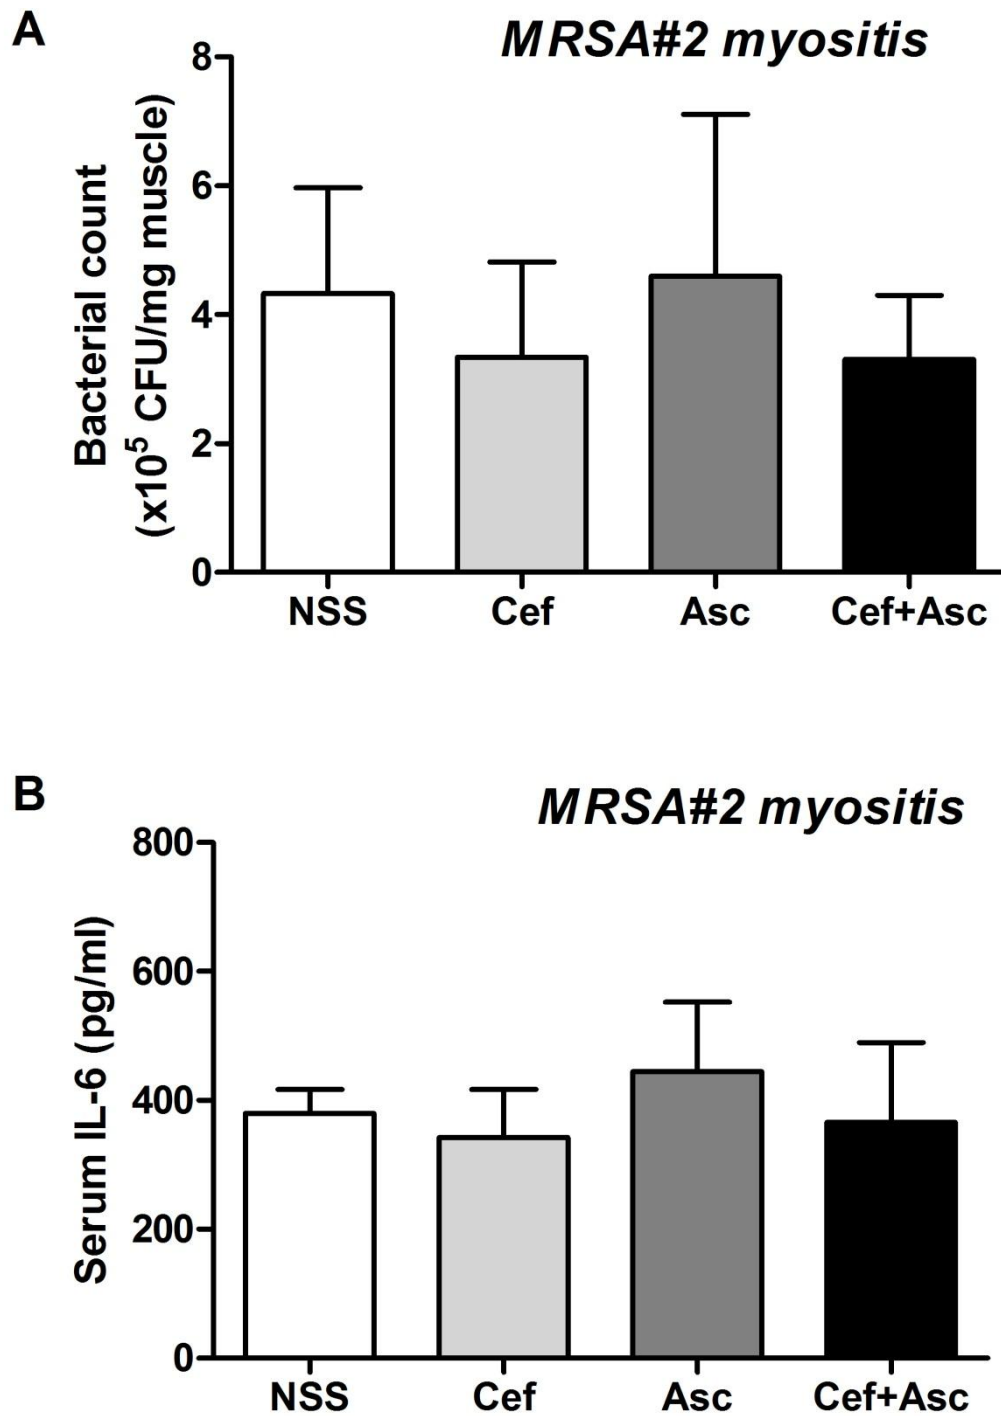 A
MRSA#2 myositis
Bacterial count
(x10⁵ CFU/mg muscle)
8
6
4
2
0
NSS Cef Asc Cef+Asc
B
MRSA#2 myositis
Serum IL-6 (pg/ml)
800
600
400
200
0
NSS Cef Asc Cef+Asc